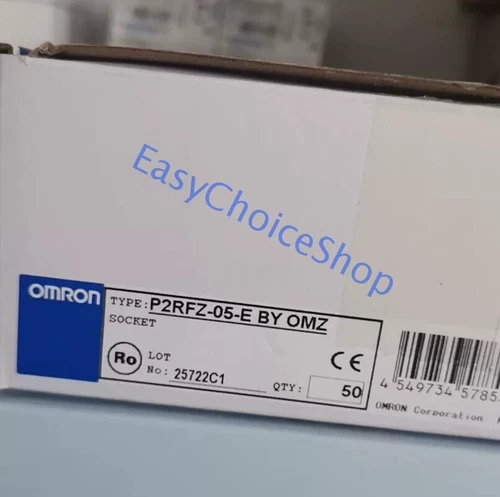 EasyChoiceShop
OMRON
TYPE: P2RFZ-05-E BY OMZ
SOCKET
Ro
LOT
No: 25722C1
QTY: 50
CE
4 549734 5785
OMRON Corporation